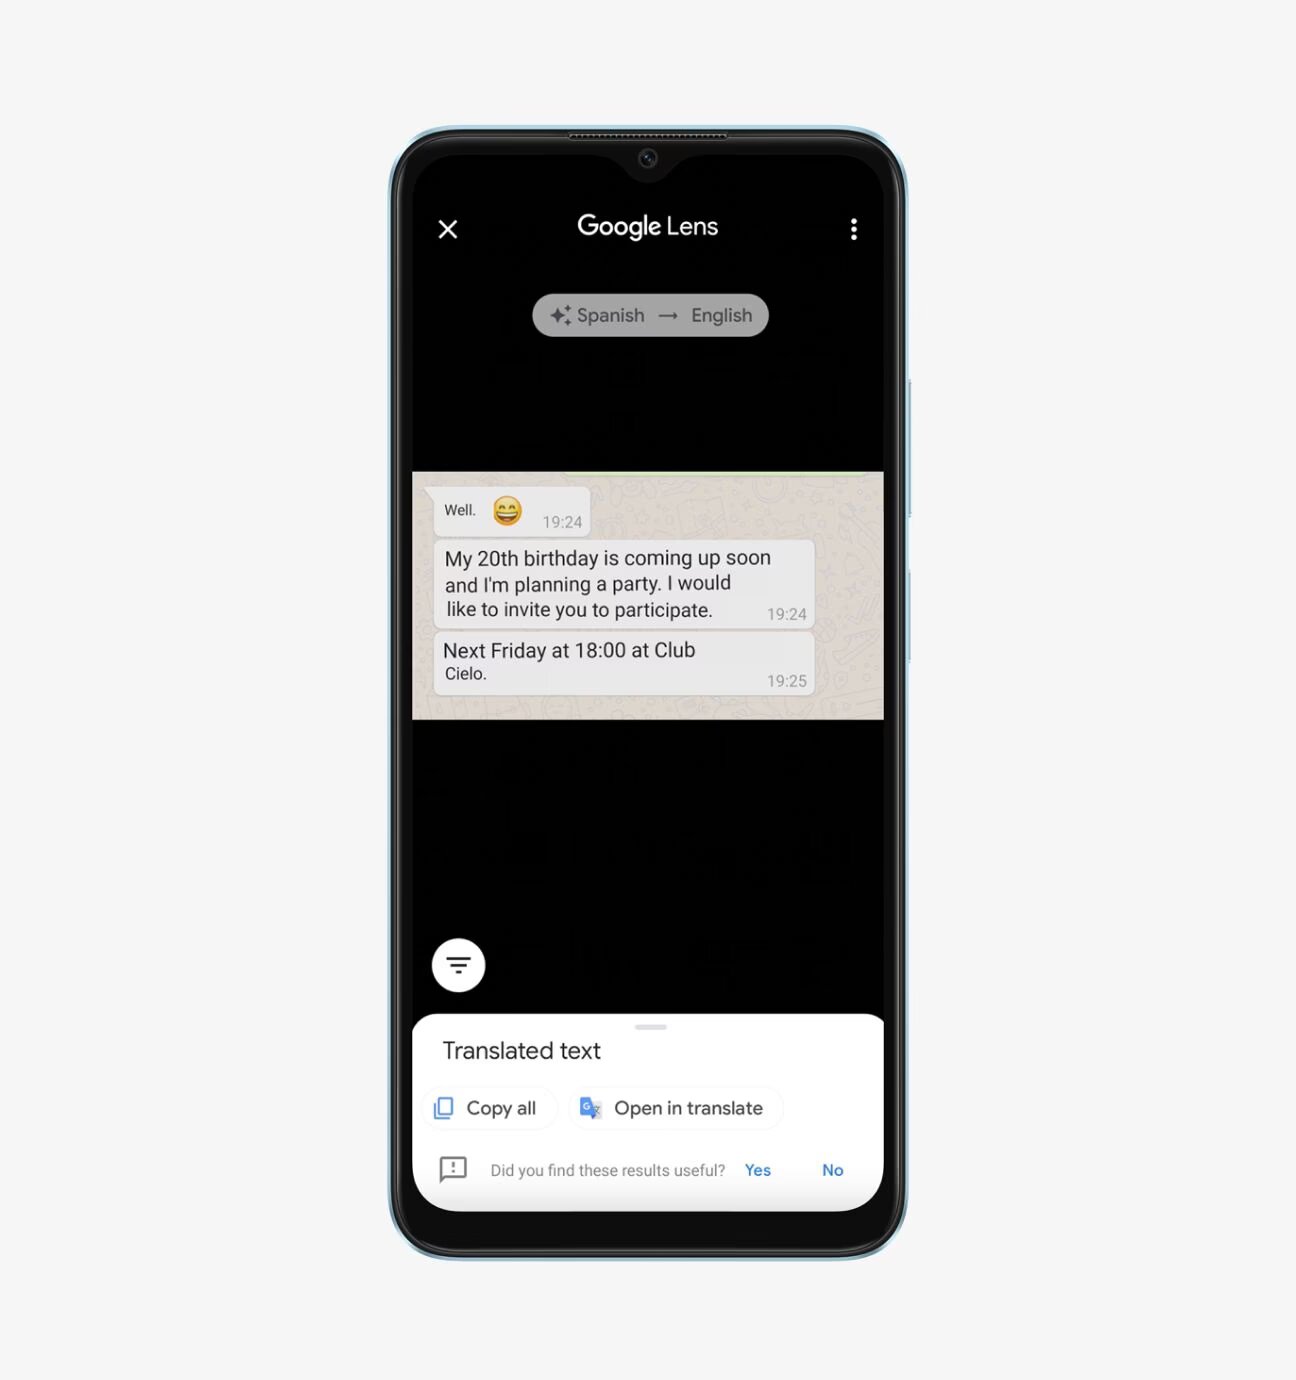 Google Lens
Spanish → English
Well. 😄 19:24
My 20th birthday is coming up soon
and I'm planning a party. I would
like to invite you to participate.
19:24
Next Friday at 18:00 at Club
Cielo.
19:25
Translated text
Copy all
Open in translate
Did you find these results useful? Yes No